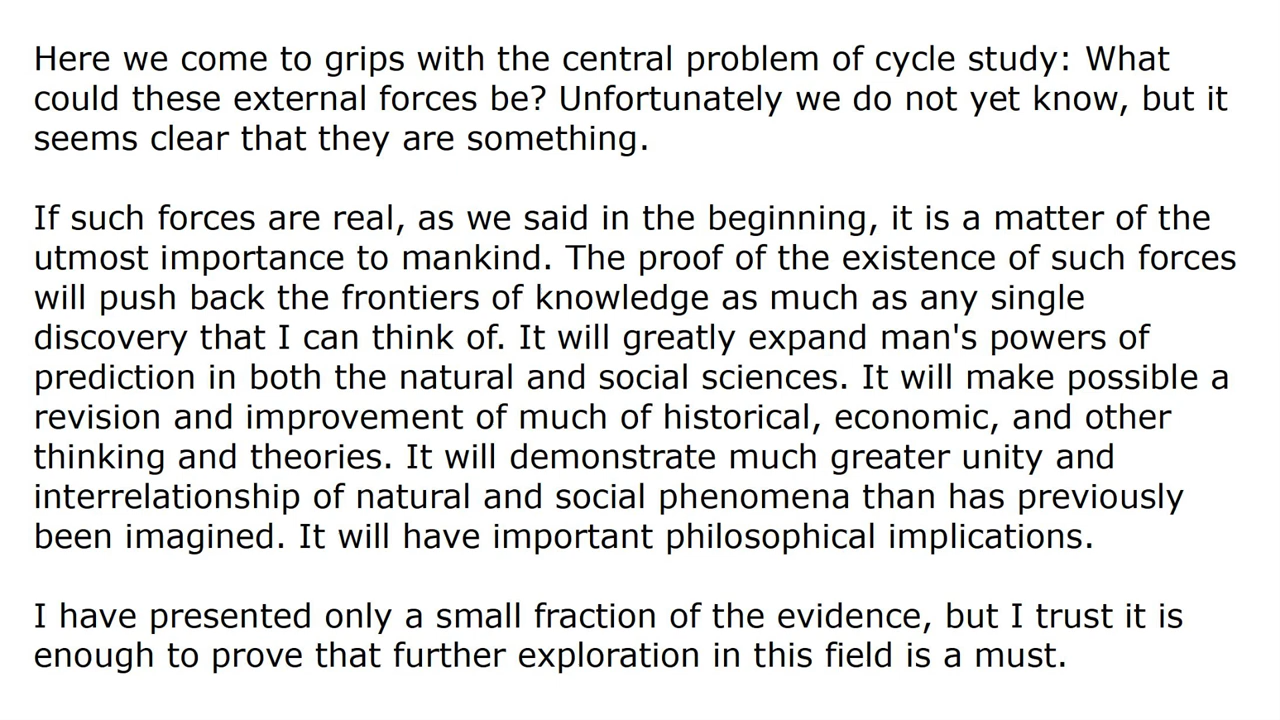 Here we come to grips with the central problem of cycle study: What
could these external forces be? Unfortunately we do not yet know, but it
seems clear that they are something.
If such forces are real, as we said in the beginning, it is a matter of the
utmost importance to mankind. The proof of the existence of such forces
will push back the frontiers of knowledge as much as any single
discovery that I can think of. It will greatly expand man's powers of
prediction in both the natural and social sciences. It will make possible a
revision and improvement of much of historical, economic, and other
thinking and theories. It will demonstrate much greater unity and
interrelationship of natural and social phenomena than has previously
been imagined. It will have important philosophical implications.
I have presented only a small fraction of the evidence, but I trust it is
enough to prove that further exploration in this field is a must.